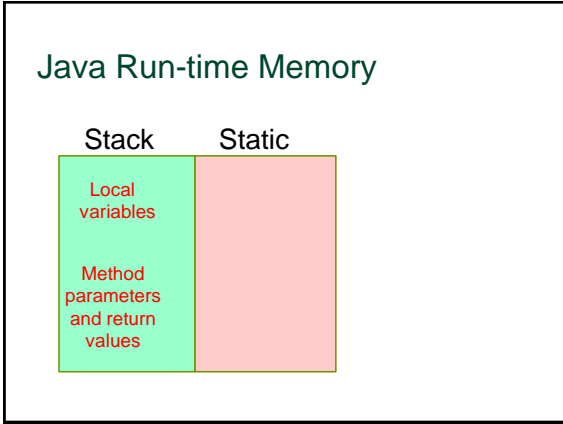 Java Run-time Memory
Stack Static
Local
variables
Method
parameters
and return
values